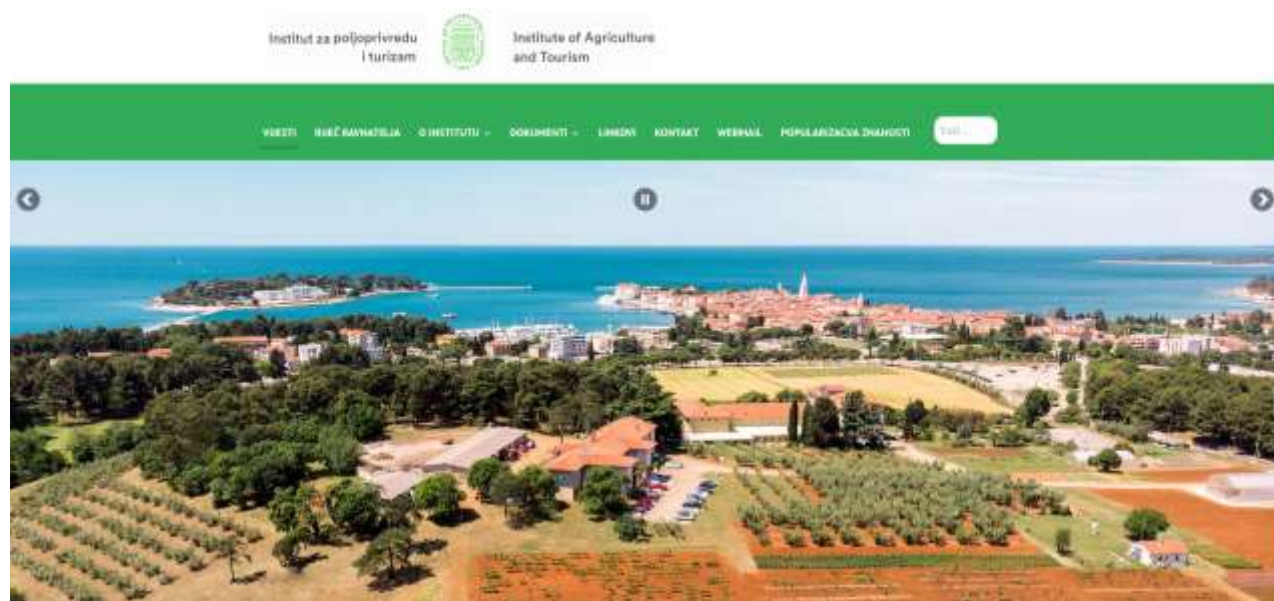 Institut za poljoprivredu
i turizam
Institute of Agriculture
and Tourism
VIJESTI RIJEČ RAVNATELJA O INSTITUTU DOKUMENTI LINKOVI KONTAKT WEBMAIL POPULARIZACIJA ZNANOSTI